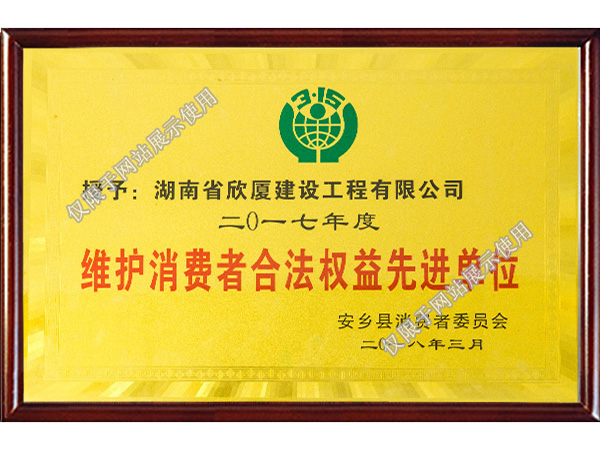 3·15
授予：湖南省欣厦建设工程有限公司
二〇一七年度
维护消费者合法权益先进单位
安乡县消费者委员会
二〇一八年三月
仅限于网站展示使用
仅限于网站展示使用